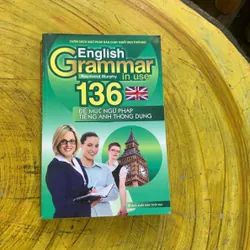 English
Grammar
in use
Raymond Murphy
136
ĐỀ MỤC NGỮ PHÁP
TIẾNG ANH THÔNG DỤNG